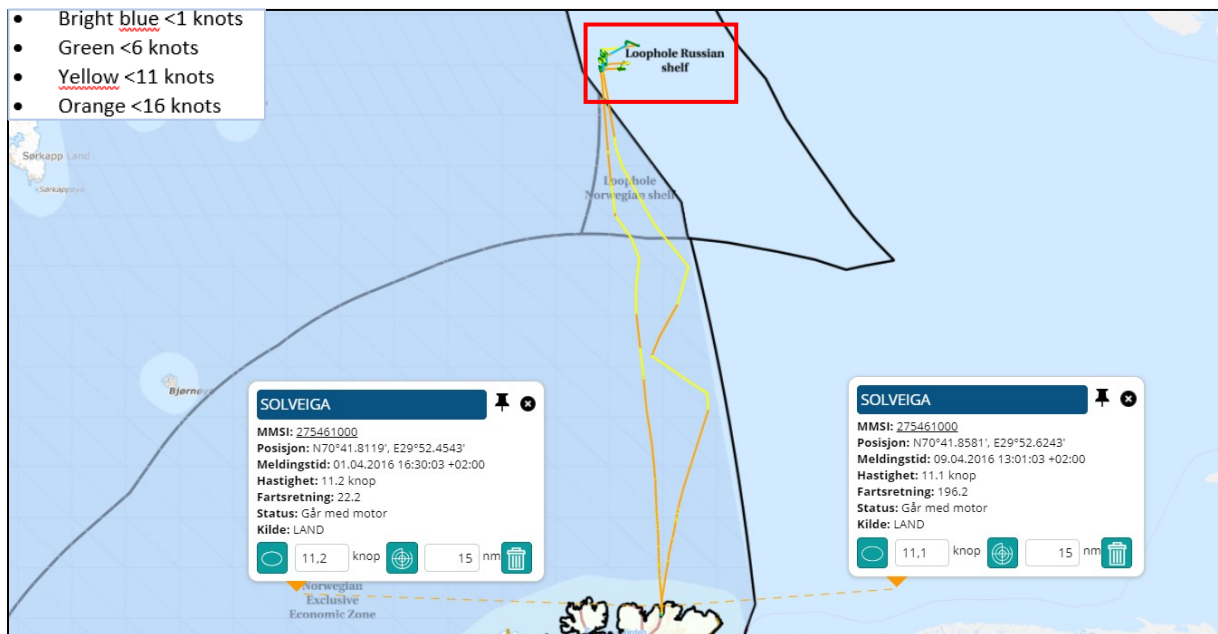 • Bright blue <1 knots
• Green <6 knots
• Yellow <11 knots
• Orange <16 knots
Loophole Russian
shelf
Sørkapp Land
Sørkappøya
Loophole
Norwegian shelf
Bjørnøya
SOLVEIGA
MMSI: 275461000
Posisjon: N70°41.8119', E29°52.4543'
Meldingstid: 01.04.2016 16:30:03 +02:00
Hastighet: 11.2 knop
Fartsretning: 22.2
Status: Går med motor
Kilde: LAND
11,2 knop 15 nm
SOLVEIGA
MMSI: 275461000
Posisjon: N70°41.8581', E29°52.6243'
Meldingstid: 09.04.2016 13:01:03 +02:00
Hastighet: 11.1 knop
Fartsretning: 196.2
Status: Går med motor
Kilde: LAND
11,1 knop 15 nm
Norwegian
Exclusive
Economic Zone